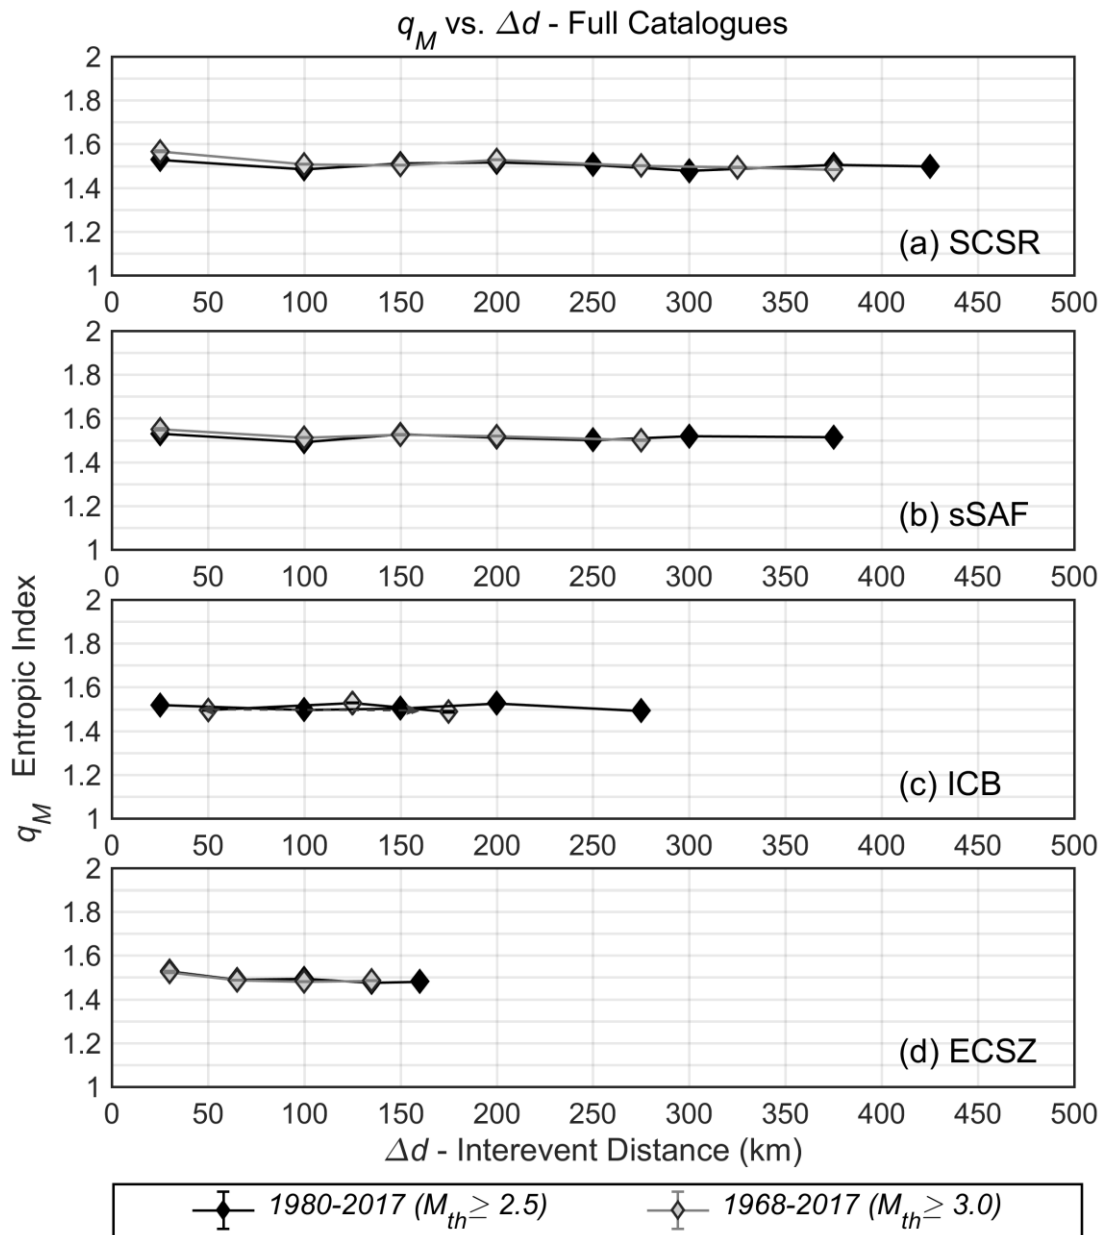 q_M vs. Δd - Full Catalogues
2
1.8
1.6
1.4
1.2
1
(a) SCSR
0 50 100 150 200 250 300 350 400 450 500
2
1.8
1.6
1.4
1.2
1
(b) sSAF
0 50 100 150 200 250 300 350 400 450 500
q_M Entropic Index
2
1.8
1.6
1.4
1.2
1
(c) ICB
0 50 100 150 200 250 300 350 400 450 500
2
1.8
1.6
1.4
1.2
1
(d) ECSZ
0 50 100 150 200 250 300 350 400 450 500
Δd - Interevent Distance (km)
1980-2017 (M_th ≥ 2.5) 1968-2017 (M_th ≥ 3.0)